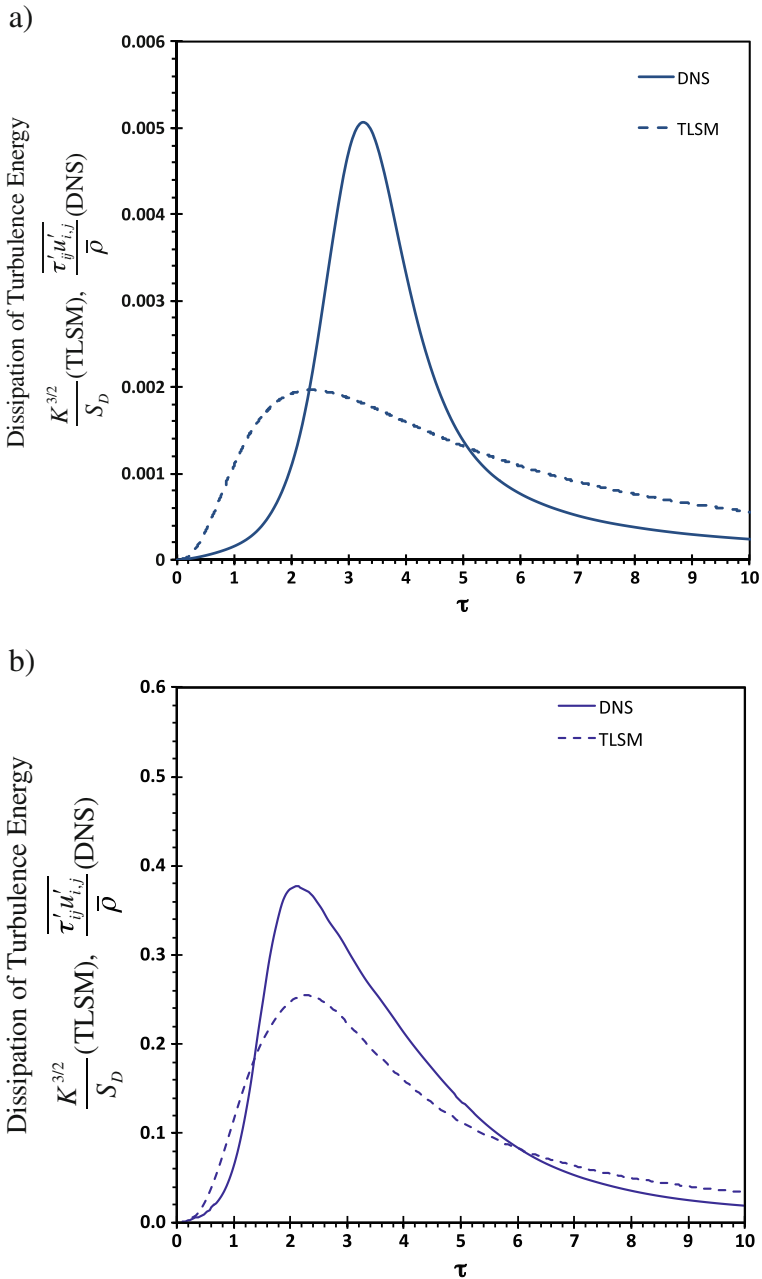 a)
Dissipation of Turbulence Energy
K^{3/2}/S_D (TLSM), \overline{τ'_{ij}u'_{i,j}}/\overline{ρ} (DNS)
0.006
0.005
0.004
0.003
0.002
0.001
0
DNS
TLSM
0 1 2 3 4 5 6 7 8 9 10
τ
b)
Dissipation of Turbulence Energy
K^{3/2}/S_D (TLSM), \overline{τ'_{ij}u'_{i,j}}/\overline{ρ} (DNS)
0.6
0.5
0.4
0.3
0.2
0.1
0.0
DNS
TLSM
0 1 2 3 4 5 6 7 8 9 10
τ